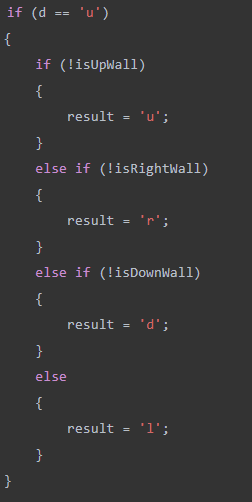 if (d == 'u')
{
    if (!isUpWall)
    {
        result = 'u';
    }
    else if (!isRightWall)
    {
        result = 'r';
    }
    else if (!isDownWall)
    {
        result = 'd';
    }
    else
    {
        result = 'l';
    }
}